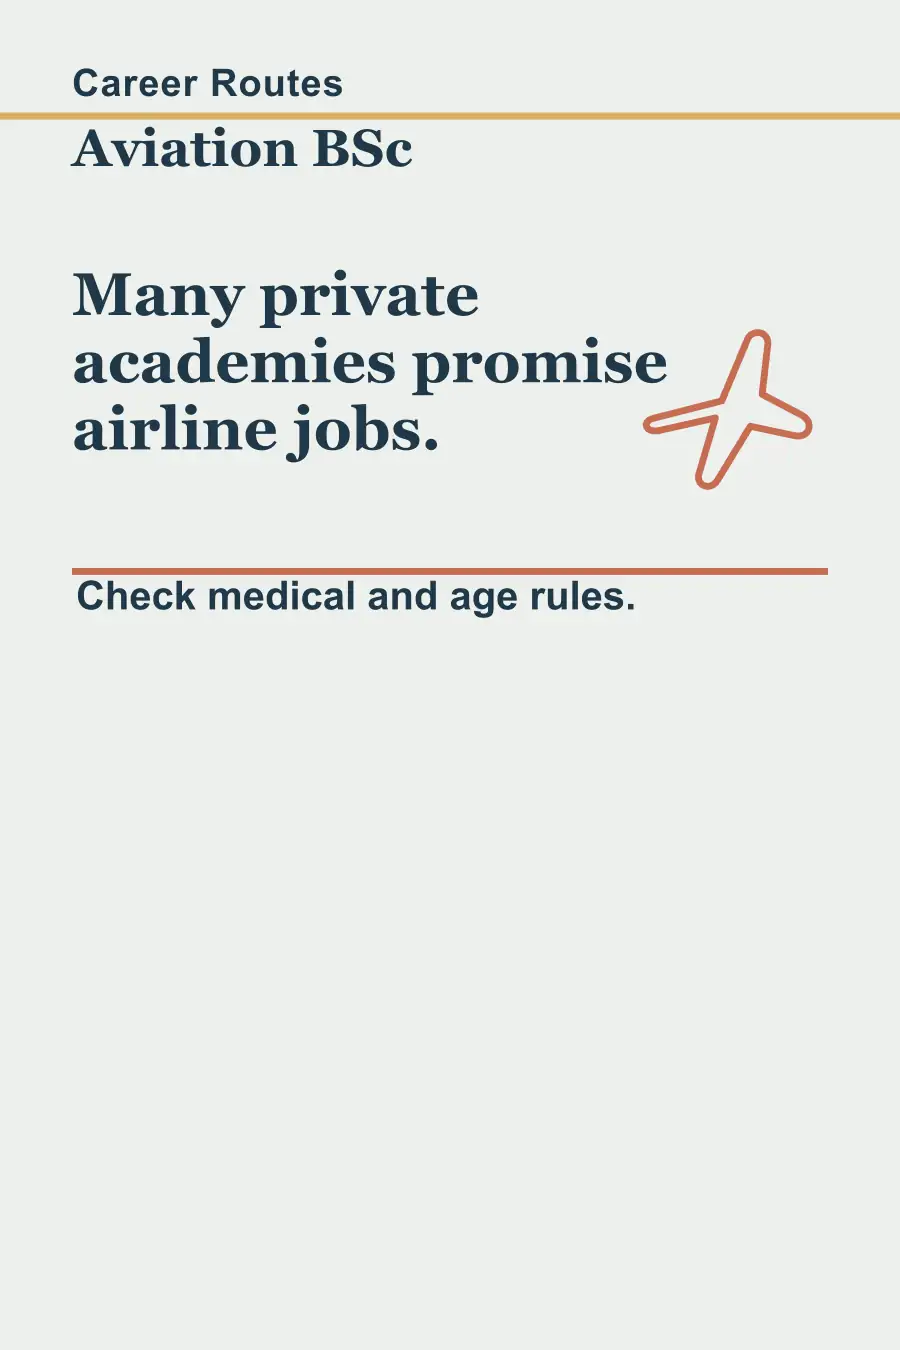 Career Routes
Aviation BSc
Many private
academies promise
airline jobs.
Check medical and age rules.